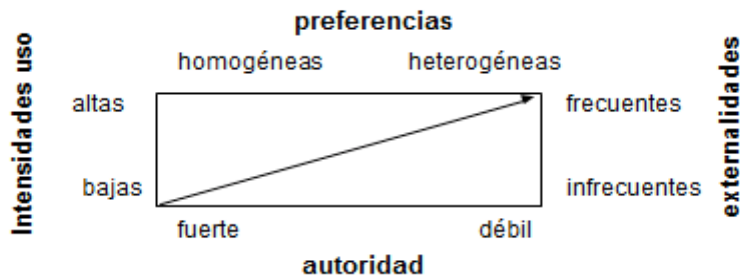 preferencias
homogéneas heterogéneas
altas frecuentes
bajas infrecuentes
fuerte débil
autoridad
Intensidades uso
externalidades